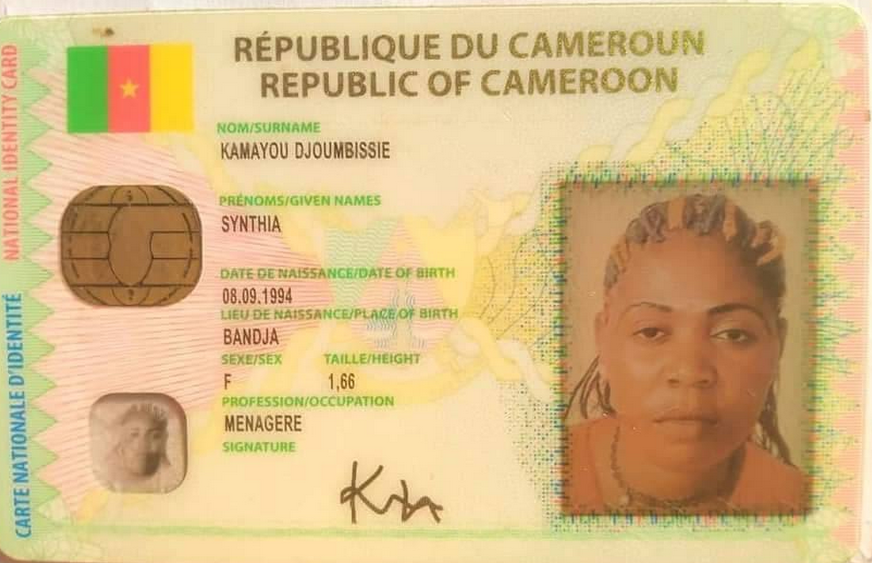 RÉPUBLIQUE DU CAMEROUN
REPUBLIC OF CAMEROON
NATIONAL IDENTITY CARD
CARTE NATIONALE D'IDENTITÉ
NOM/SURNAME
KAMAYOU DJOUMBISSIE
PRÉNOMS/GIVEN NAMES
SYNTHIA
DATE DE NAISSANCE/DATE OF BIRTH
08.09.1994
LIEU DE NAISSANCE/PLACE OF BIRTH
BANDJA
SEXE/SEX TAILLE/HEIGHT
F 1,66
PROFESSION/OCCUPATION
MENAGERE
SIGNATURE